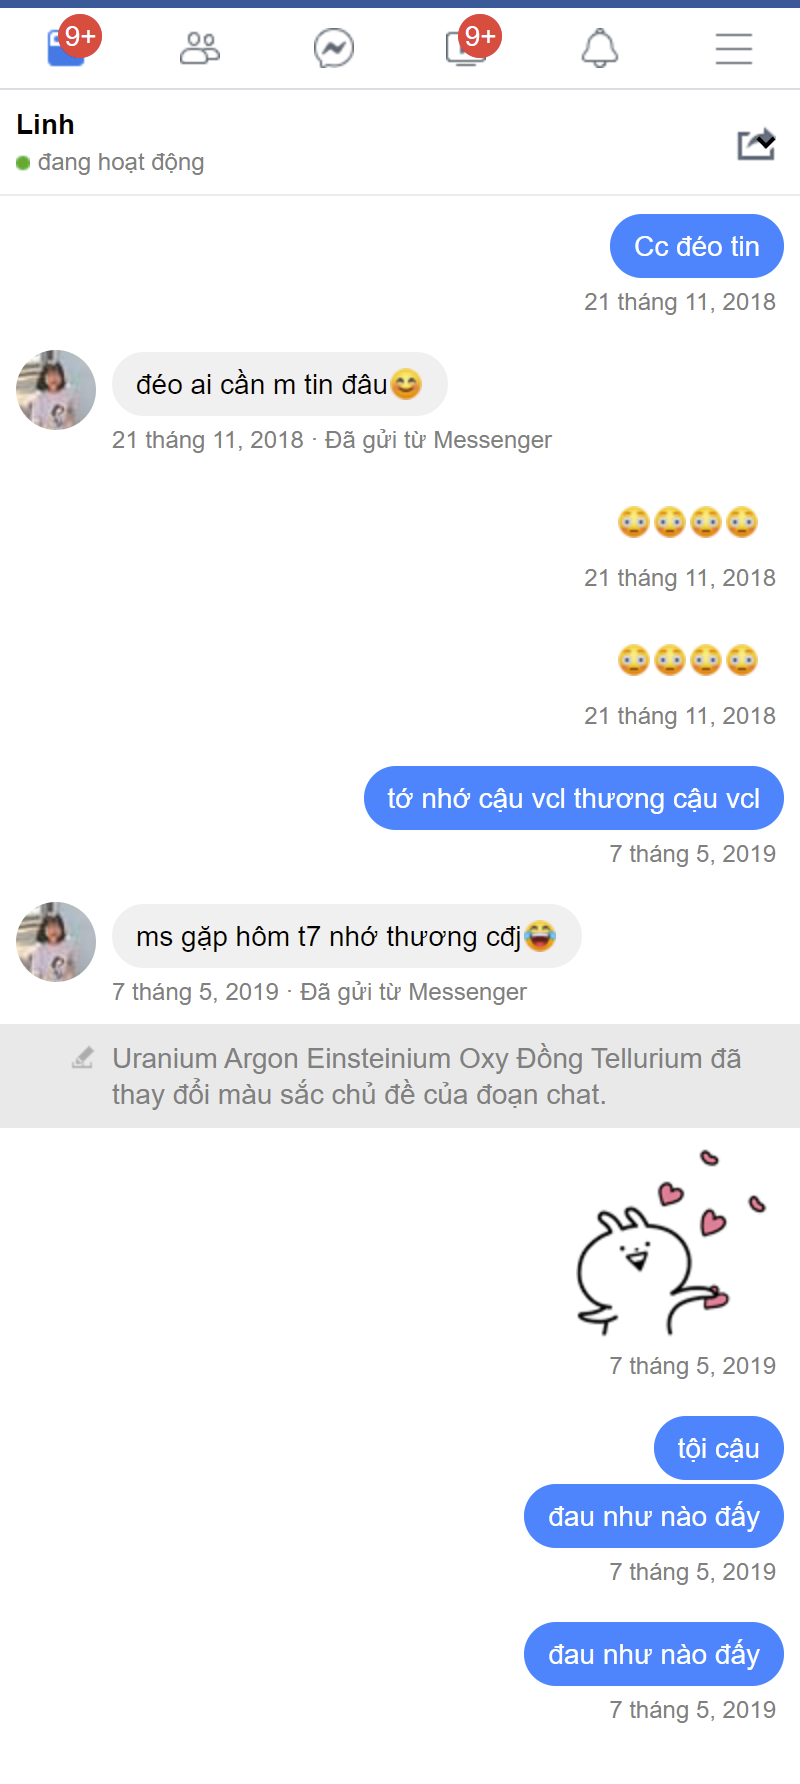 9+
9+
Linh
đang hoạt động
Cc đéo tin
21 tháng 11, 2018
đéo ai cần m tin đâu😊
21 tháng 11, 2018 · Đã gửi từ Messenger
😳😳😳😳
21 tháng 11, 2018
😳😳😳😳
21 tháng 11, 2018
tớ nhớ cậu vcl thương cậu vcl
7 tháng 5, 2019
ms gặp hôm t7 nhớ thương cđj😂
7 tháng 5, 2019 · Đã gửi từ Messenger
Uranium Argon Einsteinium Oxy Đồng Tellurium đã
thay đổi màu sắc chủ đề của đoạn chat.
7 tháng 5, 2019
tội cậu
đau như nào đấy
7 tháng 5, 2019
đau như nào đấy
7 tháng 5, 2019